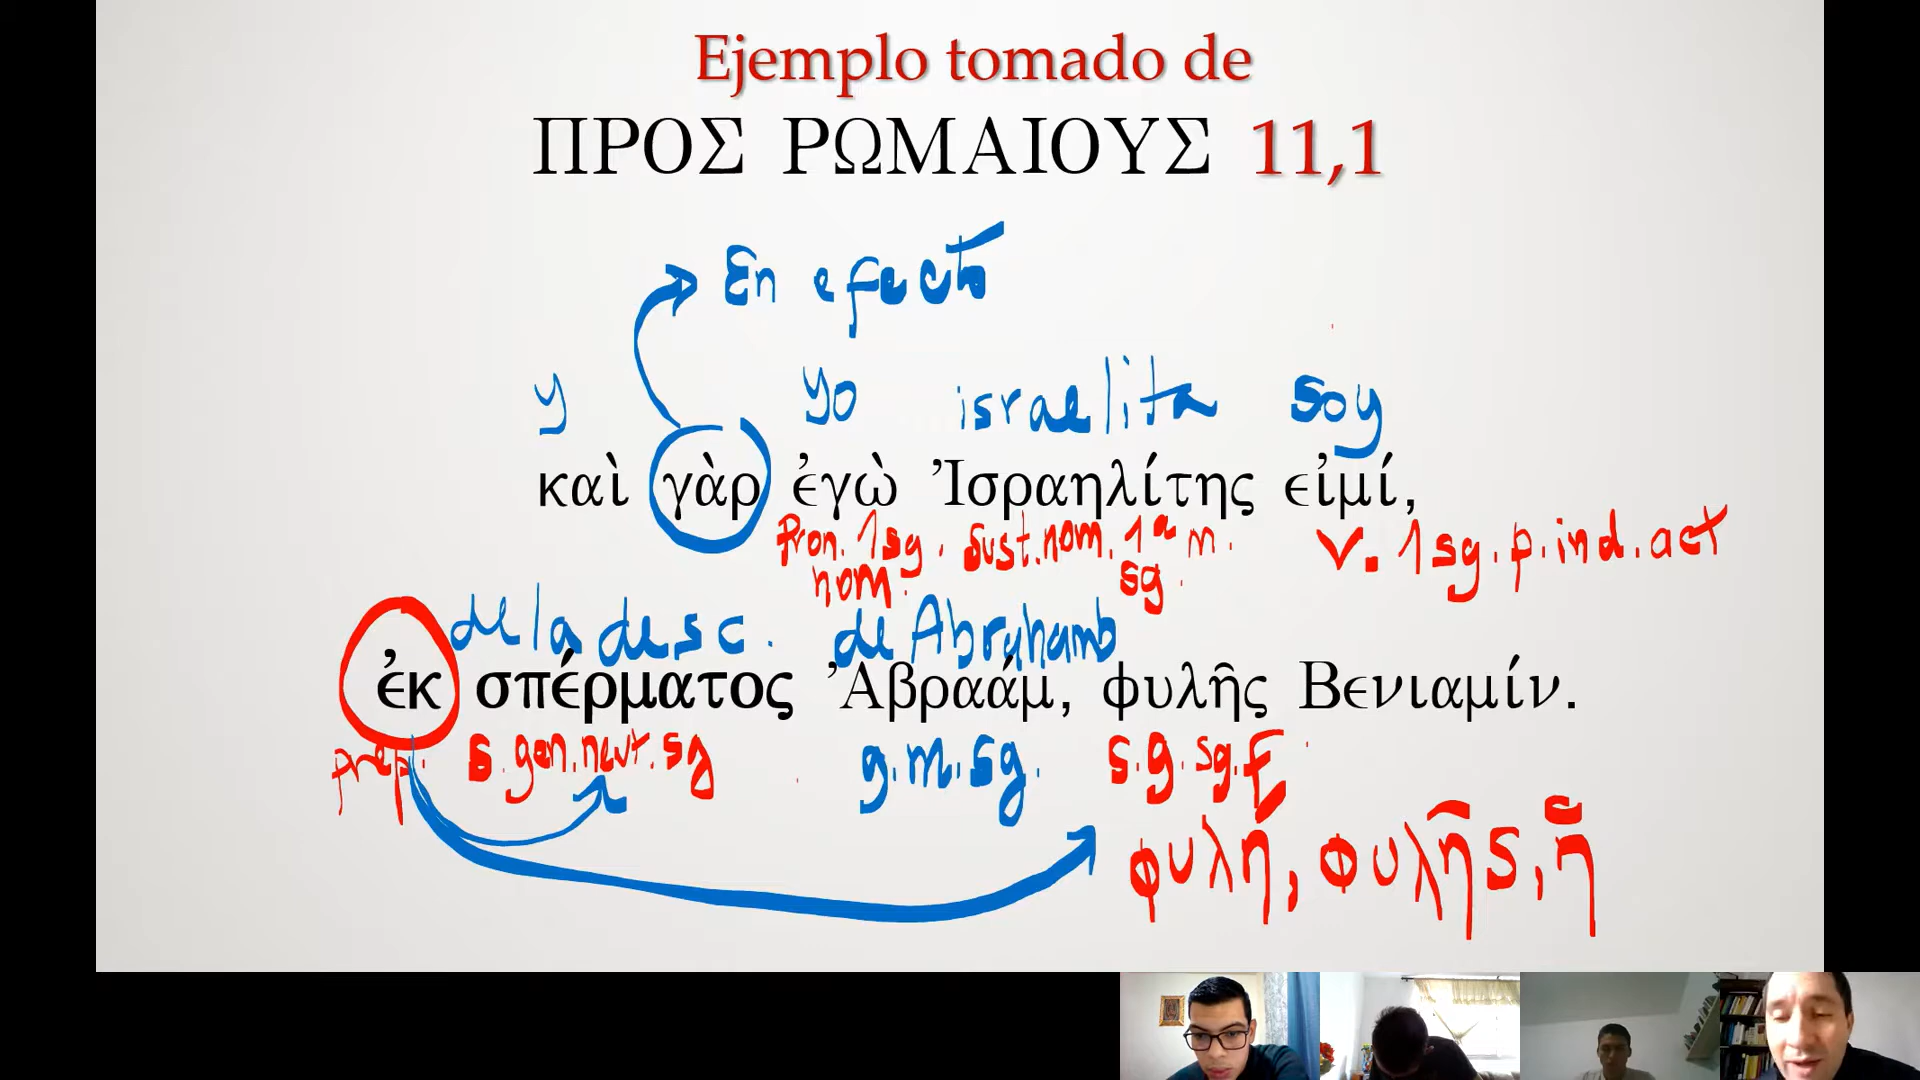 Ejemplo tomado de
ΠΡΟΣ ΡΩΜΑΙΟΥΣ 11,1
En efecto
y yo israelita soy
καὶ γὰρ ἐγὼ Ἰσραηλίτης εἰμί,
Pron. 1sg. Sust. nom. 1ª m. V. 1sg. p. ind. act
nom. sg.
de la desc. de Abrahamb
ἐκ σπέρματος Ἀβραάμ, φυλῆς Βενιαμίν.
prep. s. gen. neut. sg g. m. sg. s. g. sg. f.
φυλή, φυλῆς, ἡ